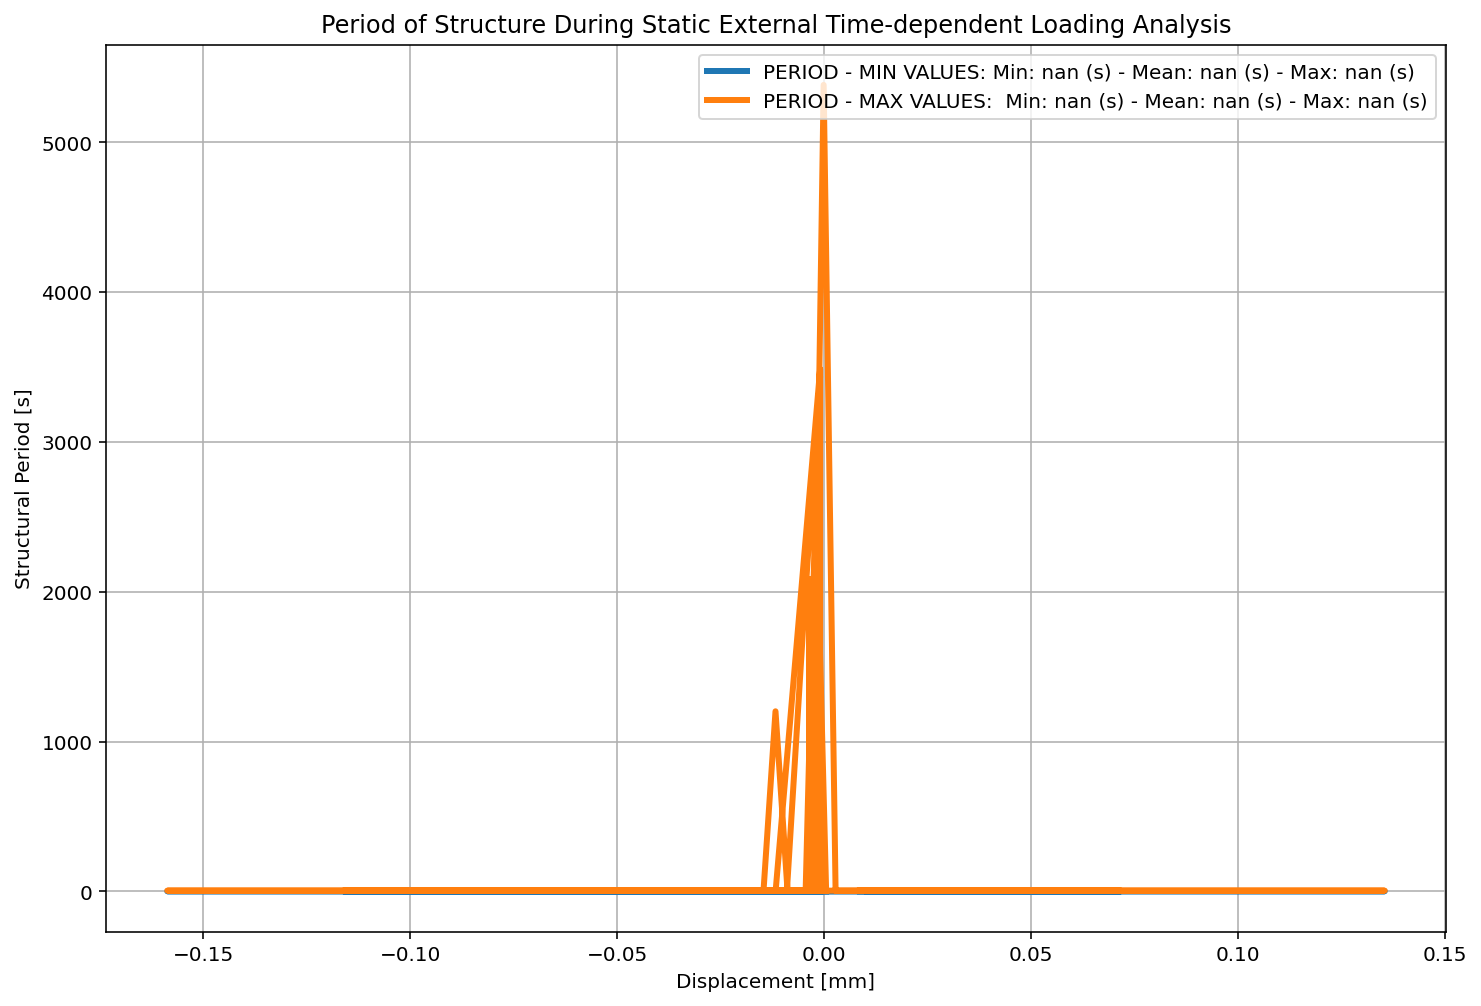 Period of Structure During Static External Time-dependent Loading Analysis
PERIOD - MIN VALUES: Min: nan (s) - Mean: nan (s) - Max: nan (s)
PERIOD - MAX VALUES:  Min: nan (s) - Mean: nan (s) - Max: nan (s)
Structural Period [s]
5000
4000
3000
2000
1000
0
−0.15 −0.10 −0.05 0.00 0.05 0.10 0.15
Displacement [mm]